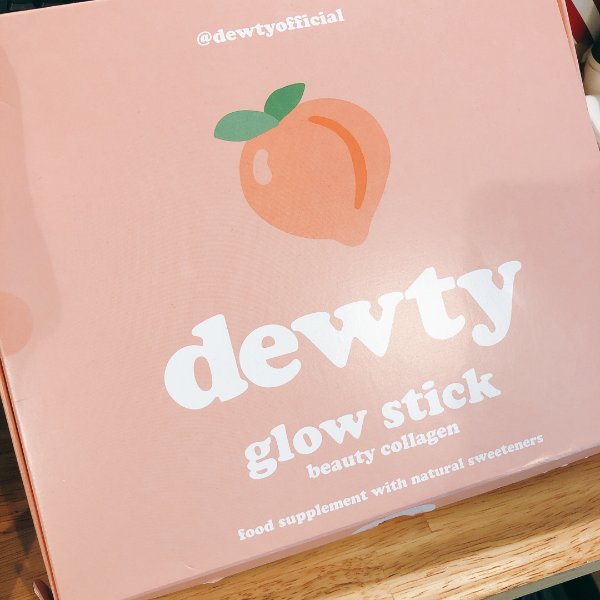 @dewtyofficial
dewty
glow stick
beauty collagen
food supplement with natural sweeteners